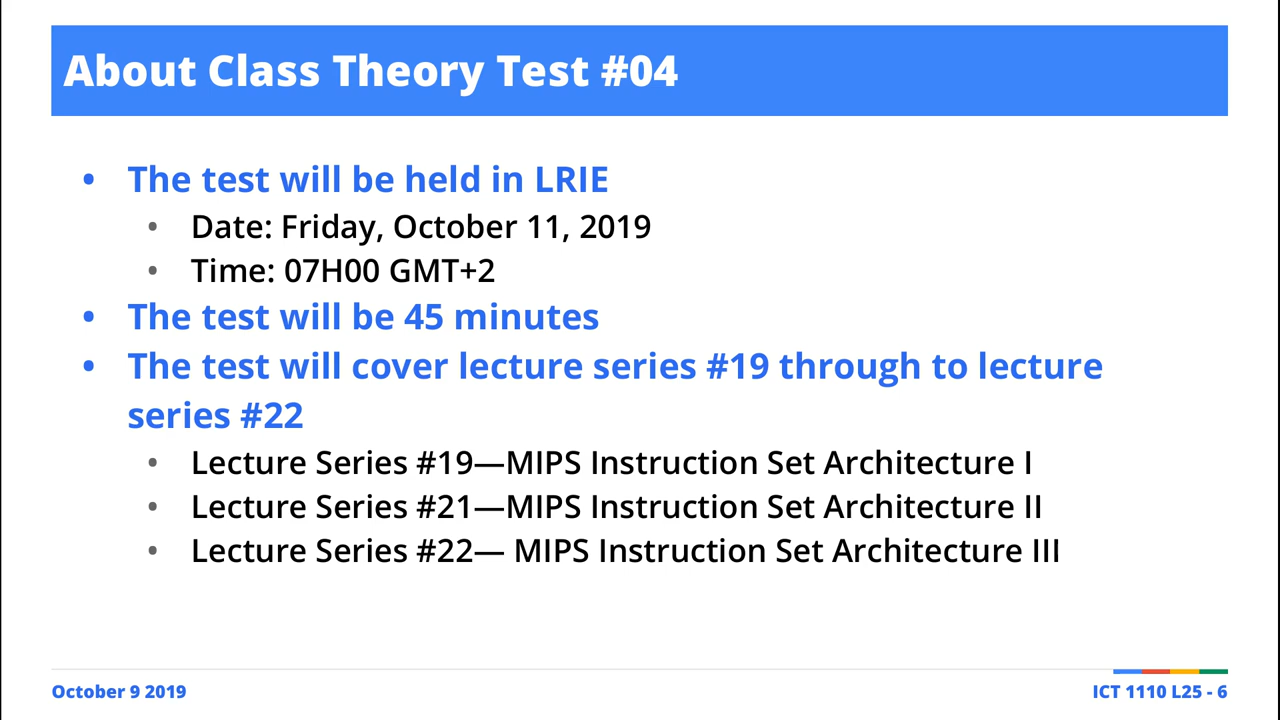 About Class Theory Test #04
• The test will be held in LRIE
• Date: Friday, October 11, 2019
• Time: 07H00 GMT+2
• The test will be 45 minutes
• The test will cover lecture series #19 through to lecture
series #22
• Lecture Series #19—MIPS Instruction Set Architecture I
• Lecture Series #21—MIPS Instruction Set Architecture II
• Lecture Series #22— MIPS Instruction Set Architecture III
October 9 2019
ICT 1110 L25 - 6